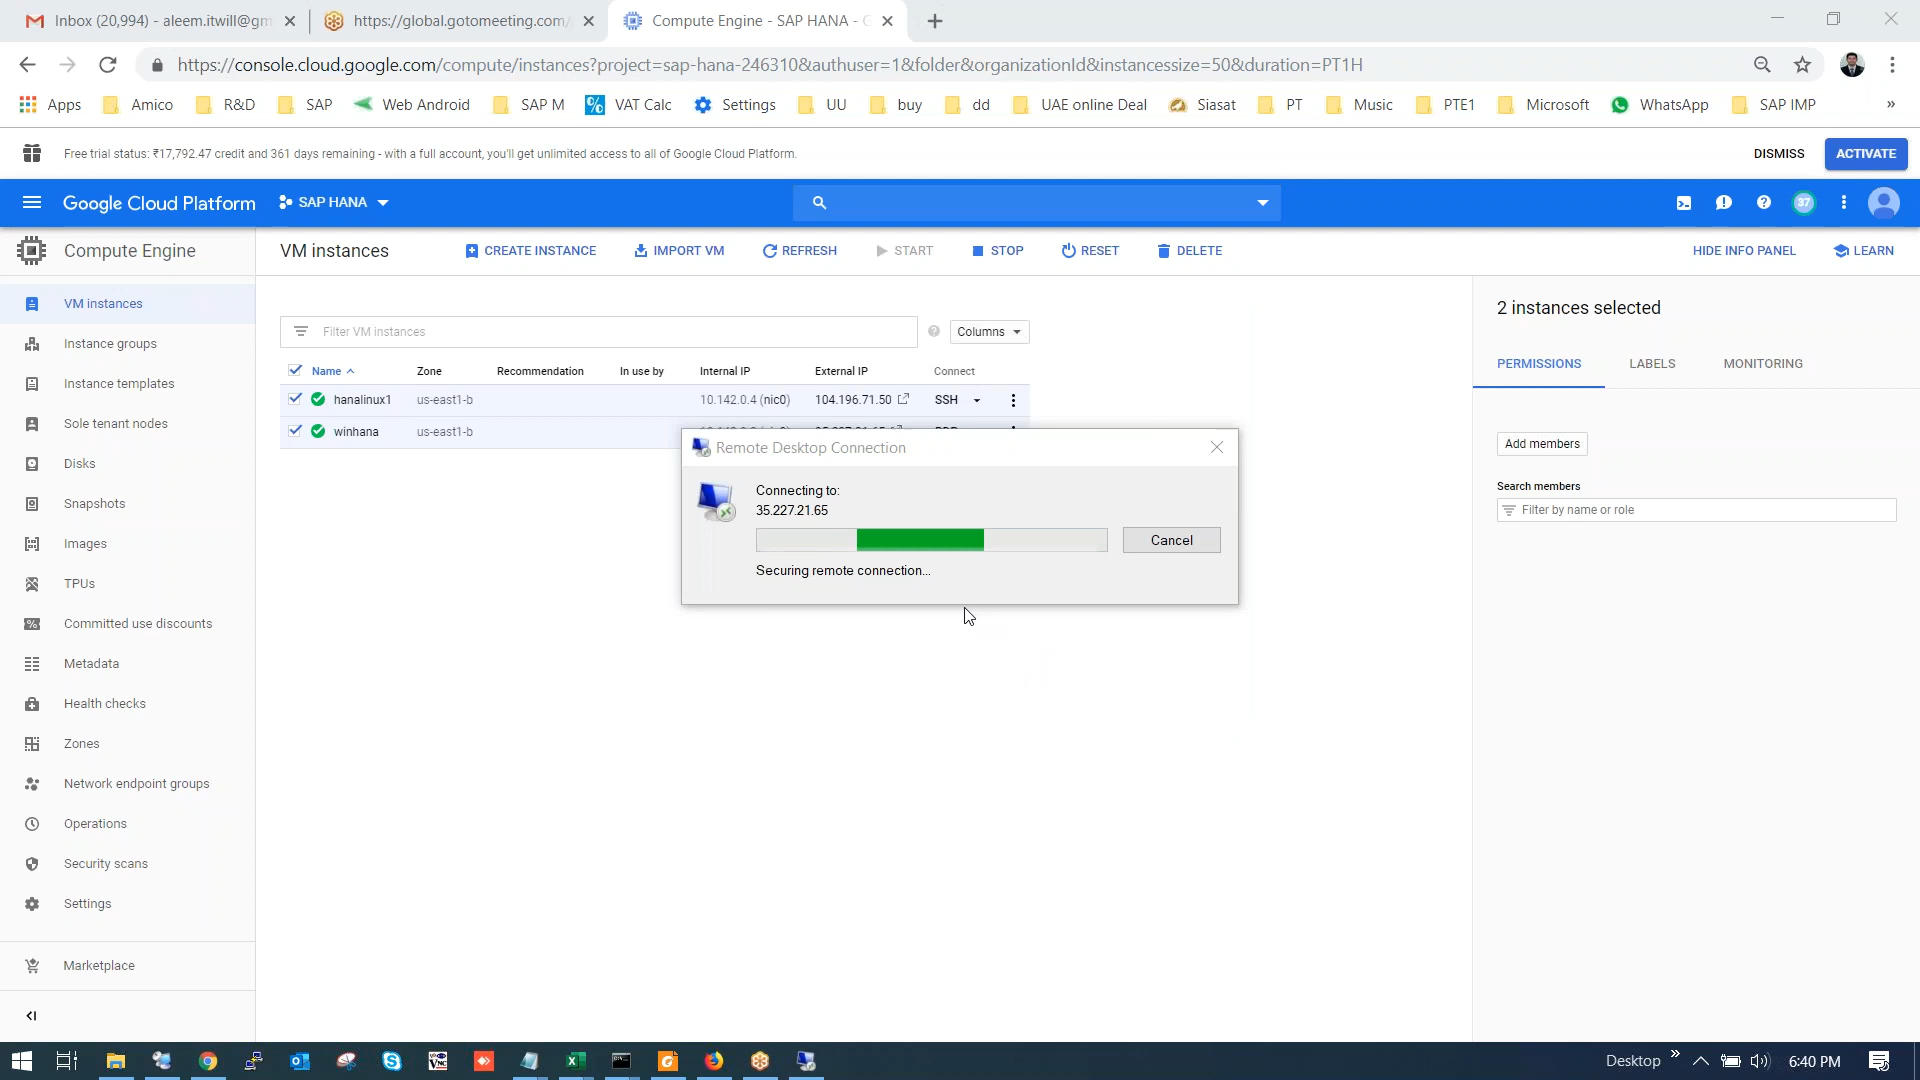 Inbox (20,994) - aleem.itwill@gm
https://global.gotomeeting.com/
Compute Engine - SAP HANA - G
https://console.cloud.google.com/compute/instances?project=sap-hana-246310&authuser=1&folder&organizationId&instancessize=50&duration=PT1H
Apps
Amico
R&D
SAP
Web Android
SAP M
VAT Calc
Settings
UU
buy
dd
UAE online Deal
Siasat
PT
Music
PTE1
Microsoft
WhatsApp
SAP IMP
»
Free trial status: ₹17,792.47 credit and 361 days remaining - with a full account, you'll get unlimited access to all of Google Cloud Platform.
DISMISS
ACTIVATE
Google Cloud Platform
SAP HANA
37
Compute Engine
VM instances
CREATE INSTANCE
IMPORT VM
REFRESH
START
STOP
RESET
DELETE
HIDE INFO PANEL
LEARN
VM instances
Instance groups
Instance templates
Sole tenant nodes
Disks
Snapshots
Images
TPUs
Committed use discounts
Metadata
Health checks
Zones
Network endpoint groups
Operations
Security scans
Settings
Marketplace
Filter VM instances
Columns
Name
Zone
Recommendation
In use by
Internal IP
External IP
Connect
hanalinux1
us-east1-b
10.142.0.4 (nic0)
104.196.71.50
SSH
winhana
us-east1-b
Remote Desktop Connection
Connecting to:
35.227.21.65
Cancel
Securing remote connection...
2 instances selected
PERMISSIONS
LABELS
MONITORING
Add members
Search members
Filter by name or role
Desktop
»
6:40 PM